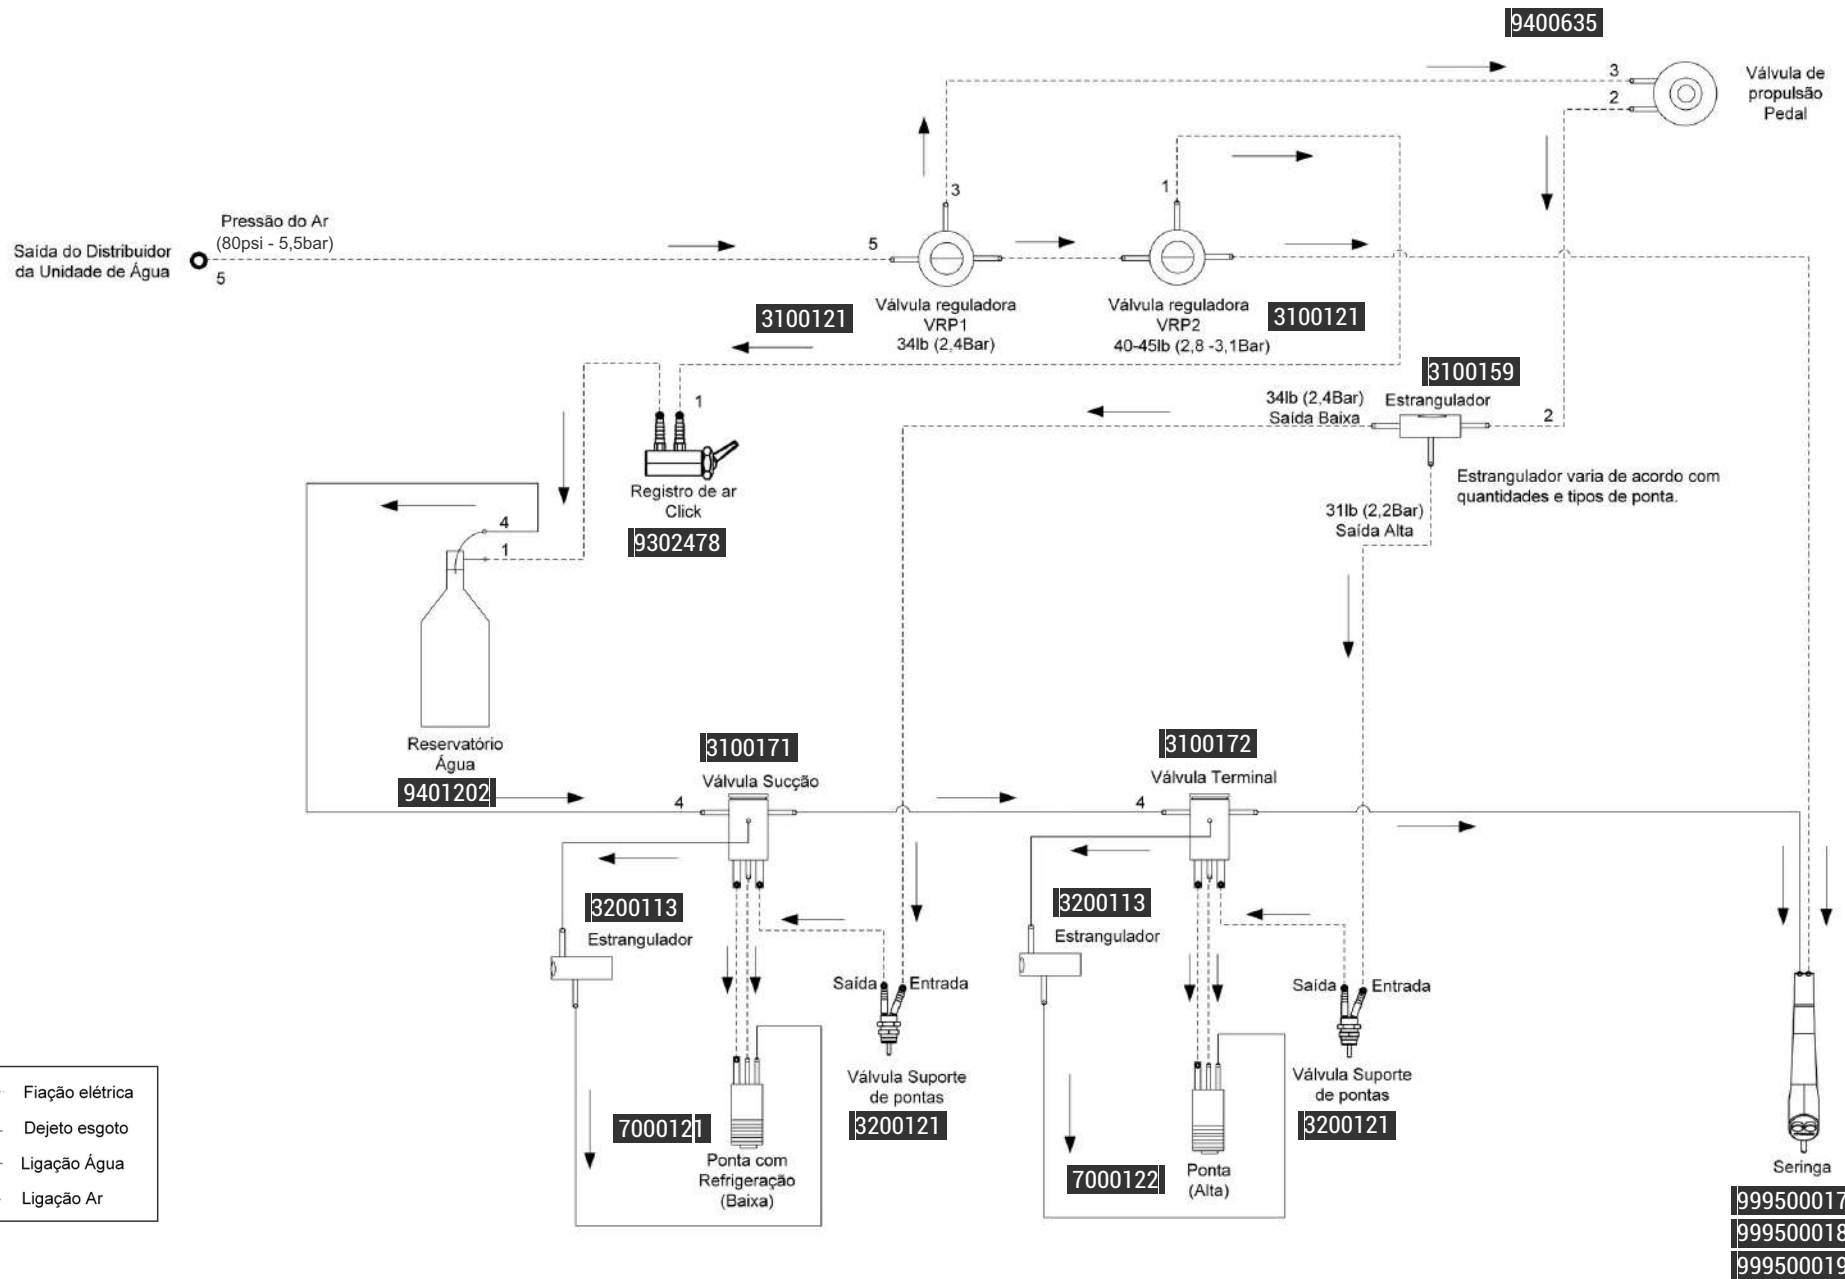 9400635
3
2
Válvula de
propulsão
Pedal
1
3
Pressão do Ar
(80psi - 5,5bar)
Saída do Distribuidor
da Unidade de Água
5
5
Válvula reguladora
VRP1
34lb (2,4Bar)
3100121
Válvula reguladora
VRP2
40-45lb (2,8 -3,1Bar)
3100121
3100159
Estrangulador
34lb (2,4Bar)
Saída Baixa
2
1
Registro de ar
Click
9302478
Estrangulador varia de acordo com
quantidades e tipos de ponta.
31lb (2,2Bar)
Saída Alta
4
1
Reservatório
Água
9401202
3100171
Válvula Sucção
4
3100172
Válvula Terminal
4
3200113
Estrangulador
3200113
Estrangulador
Saída
Entrada
Saída
Entrada
Válvula Suporte
de pontas
3200121
Válvula Suporte
de pontas
3200121
7000121
Ponta com
Refrigeração
(Baixa)
7000122
Ponta
(Alta)
Seringa
999500017
999500018
999500019
Fiação elétrica
Dejeto esgoto
Ligação Água
Ligação Ar